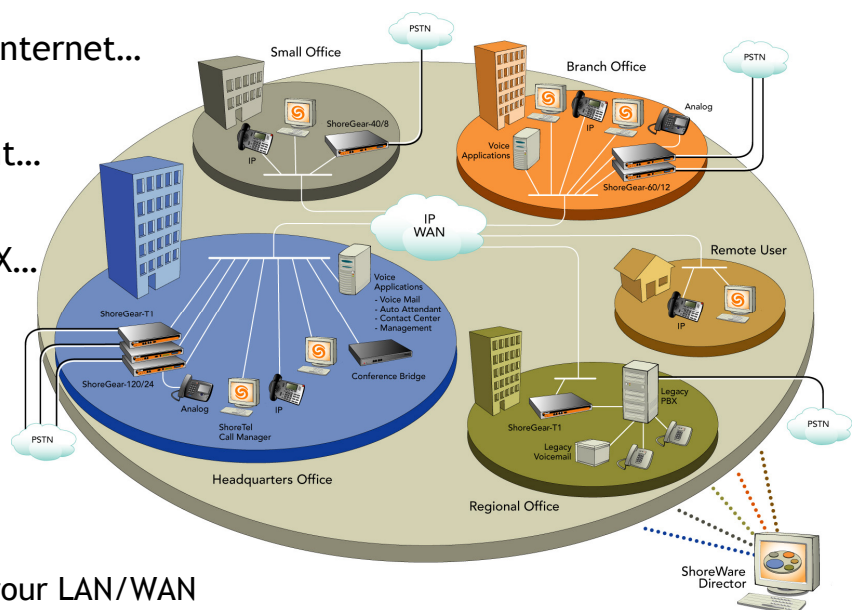 nternet...
t...
X...
our LAN/WAN
Small Office
PSTN
ShoreGear-40/8
IP
Branch Office
PSTN
Analog
IP
Voice
Applications
ShoreGear-60/12
IP
WAN
Remote User
IP
ShoreGear-T1
ShoreGear-120/24
Voice
Applications
- Voice Mail
- Auto Attendant
- Contact Center
- Management
Conference Bridge
Analog
ShoreTel
Call Manager
IP
PSTN
Headquarters Office
Legacy
PBX
ShoreGear-T1
Legacy
Voicemail
PSTN
Regional Office
ShoreWare
Director